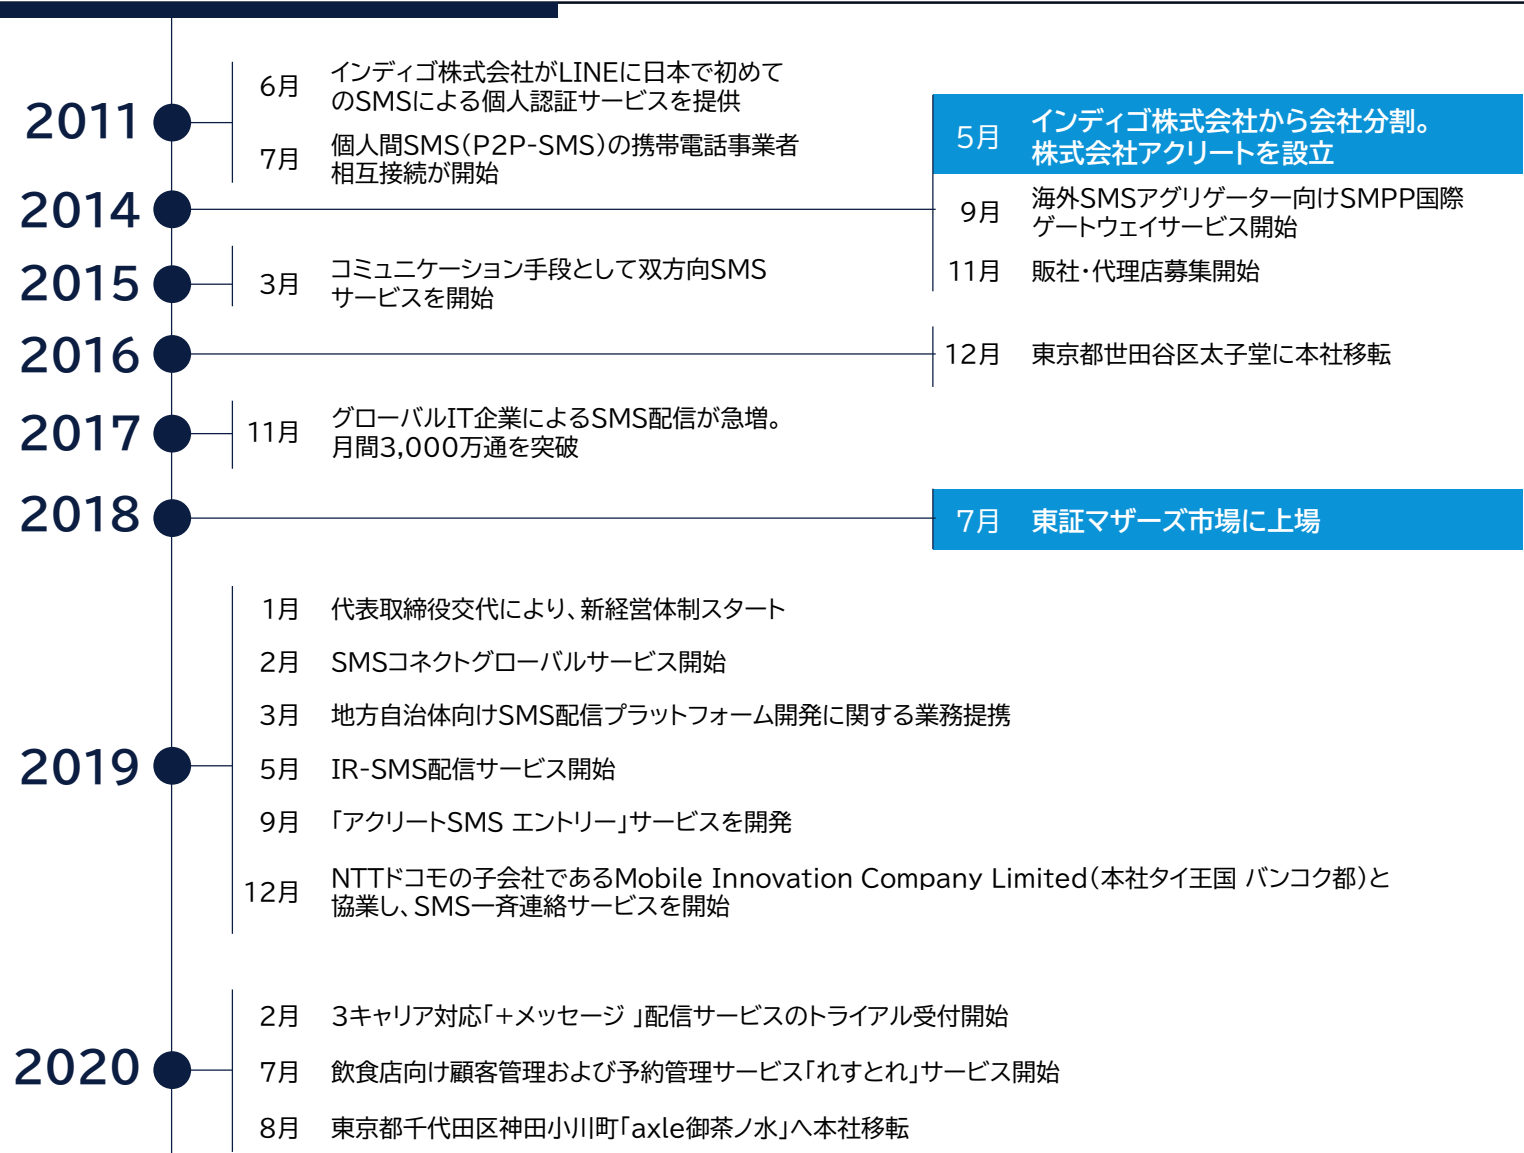 2011
6月
インディゴ株式会社がLINEに日本で初めて
のSMSによる個人認証サービスを提供
7月
個人間SMS(P2P-SMS)の携帯電話事業者
相互接続が開始
2014
5月
インディゴ株式会社から会社分割。
株式会社アクリートを設立
9月
海外SMSアグリゲーター向けSMPP国際
ゲートウェイサービス開始
11月
販社・代理店募集開始
2015
3月
コミュニケーション手段として双方向SMS
サービスを開始
2016
12月
東京都世田谷区太子堂に本社移転
2017
11月
グローバルIT企業によるSMS配信が急増。
月間3,000万通を突破
2018
7月
東証マザーズ市場に上場
2019
1月
代表取締役交代により、新経営体制スタート
2月
SMSコネクトグローバルサービス開始
3月
地方自治体向けSMS配信プラットフォーム開発に関する業務提携
5月
IR-SMS配信サービス開始
9月
「アクリートSMS エントリー」サービスを開発
12月
NTTドコモの子会社であるMobile Innovation Company Limited(本社タイ王国 バンコク都)と
協業し、SMS一斉連絡サービスを開始
2020
2月
3キャリア対応「+メッセージ 」配信サービスのトライアル受付開始
7月
飲食店向け顧客管理および予約管理サービス「れすとれ」サービス開始
8月
東京都千代田区神田小川町「axle御茶ノ水」へ本社移転